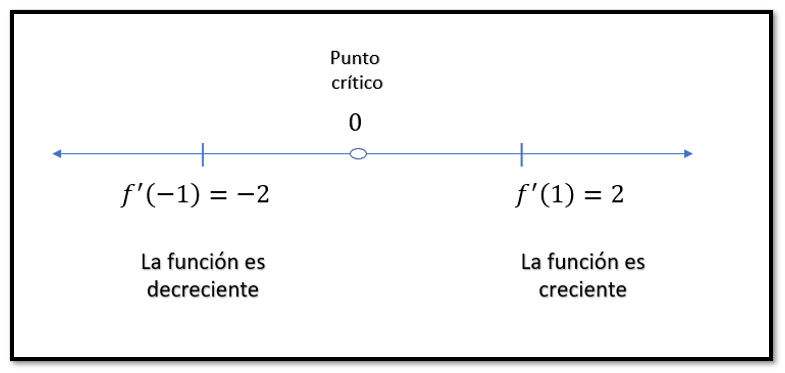 Punto
crítico
0
f′(−1) = −2
f′(1) = 2
La función es
decreciente
La función es
creciente